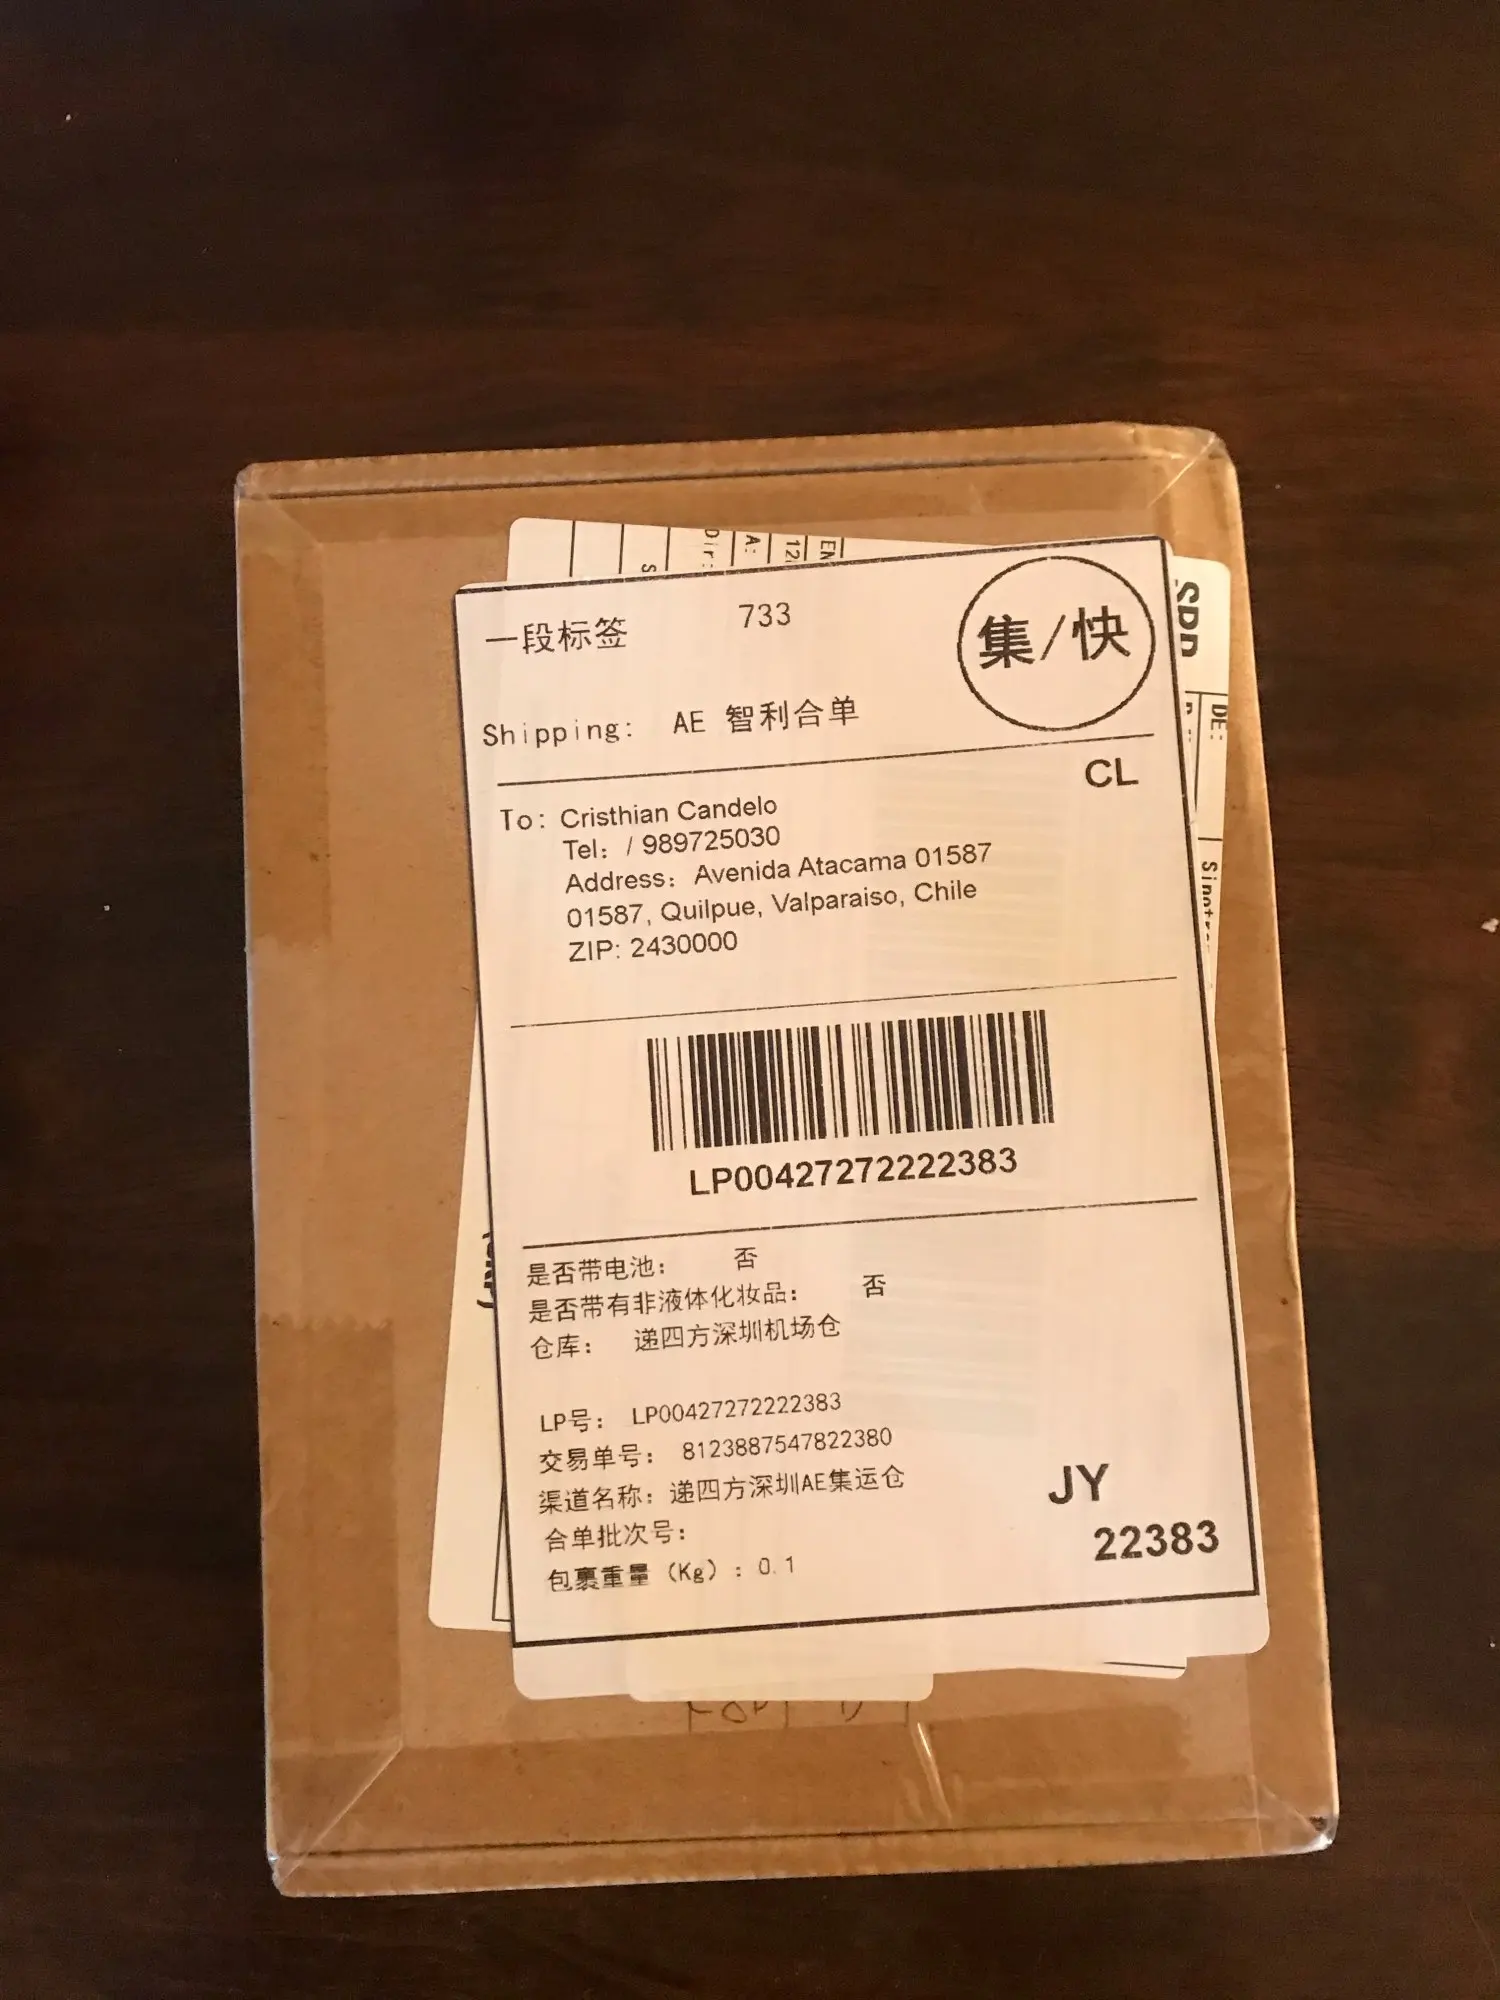 S
Dir:
A:
12
EN
一段标签
733
集/快
Shipping: AE 智利合单
CL
DE:
To: Cristhian Candelo
Tel: / 989725030
Address: Avenida Atacama 01587
01587, Quilpue, Valparaiso, Chile
ZIP: 2430000
LP00427272222383
是否带电池: 否
是否带有非液体化妆品: 否
仓库: 递四方深圳机场仓
LP号: LP00427272222383
交易单号: 8123887547822380
渠道名称: 递四方深圳AE集运仓
合单批次号:
包裹重量 (Kg) : 0.1
JY
22383